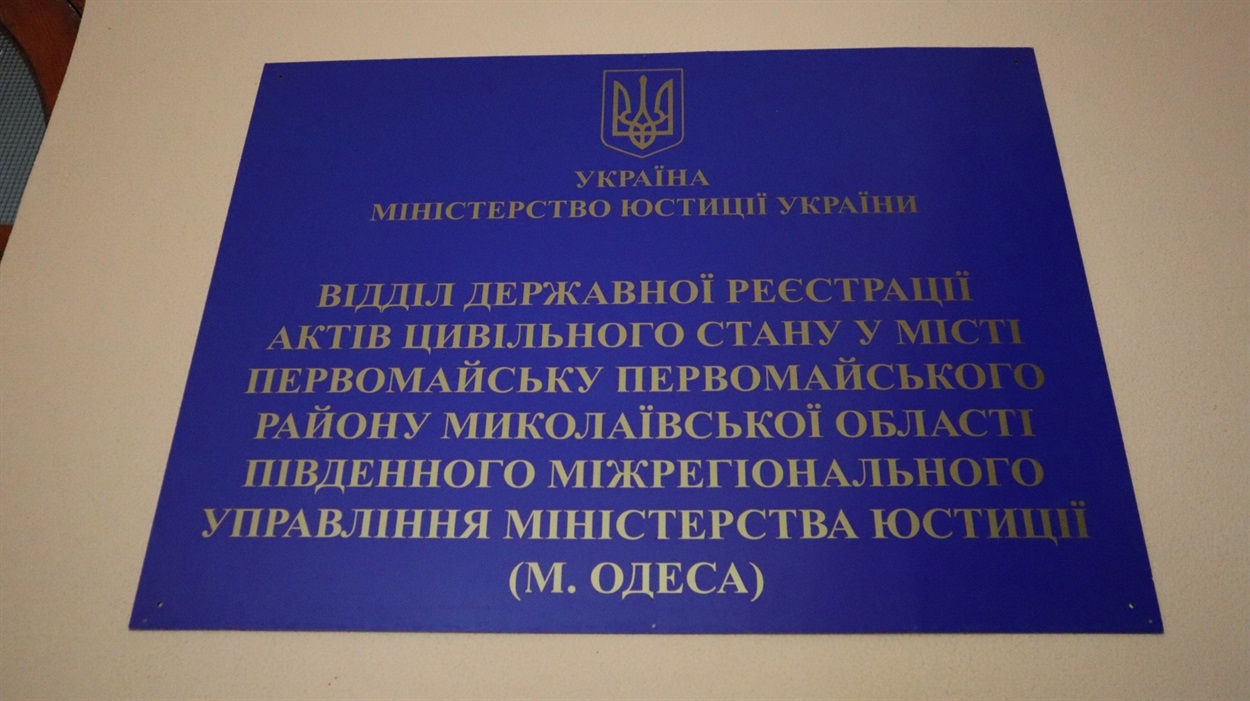 УКРАЇНА
МІНІСТЕРСТВО ЮСТИЦІЇ УКРАЇНИ
ВІДДІЛ ДЕРЖАВНОЇ РЕЄСТРАЦІЇ
АКТІВ ЦИВІЛЬНОГО СТАНУ У МІСТІ
ПЕРВОМАЙСЬКУ ПЕРВОМАЙСЬКОГО
РАЙОНУ МИКОЛАЇВСЬКОЇ ОБЛАСТІ
ПІВДЕННОГО МІЖРЕГІОНАЛЬНОГО
УПРАВЛІННЯ МІНІСТЕРСТВА ЮСТИЦІЇ
(М. ОДЕСА)